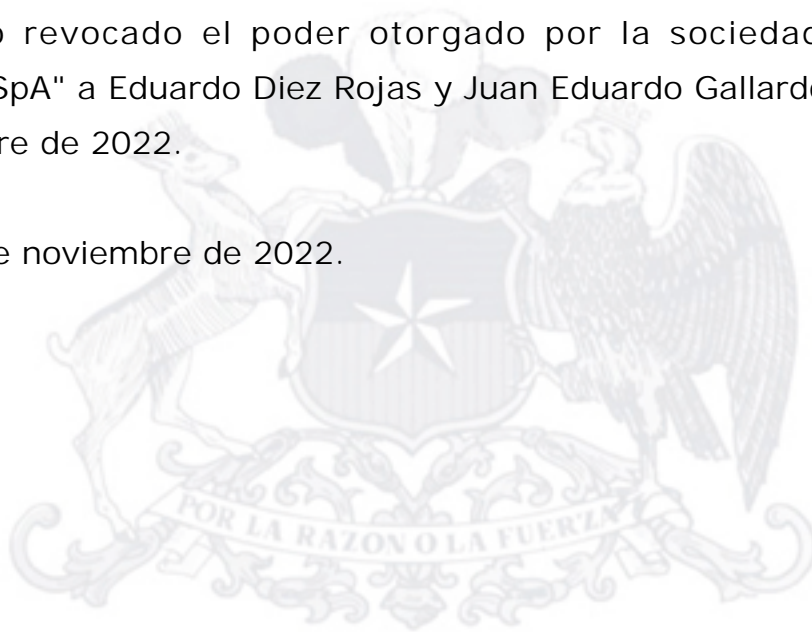 revocado el poder otorgado por la sociedad
SpA" a Eduardo Diez Rojas y Juan Eduardo Gallardo
re de 2022.
e noviembre de 2022.
POR LA RAZON O LA FUERZA